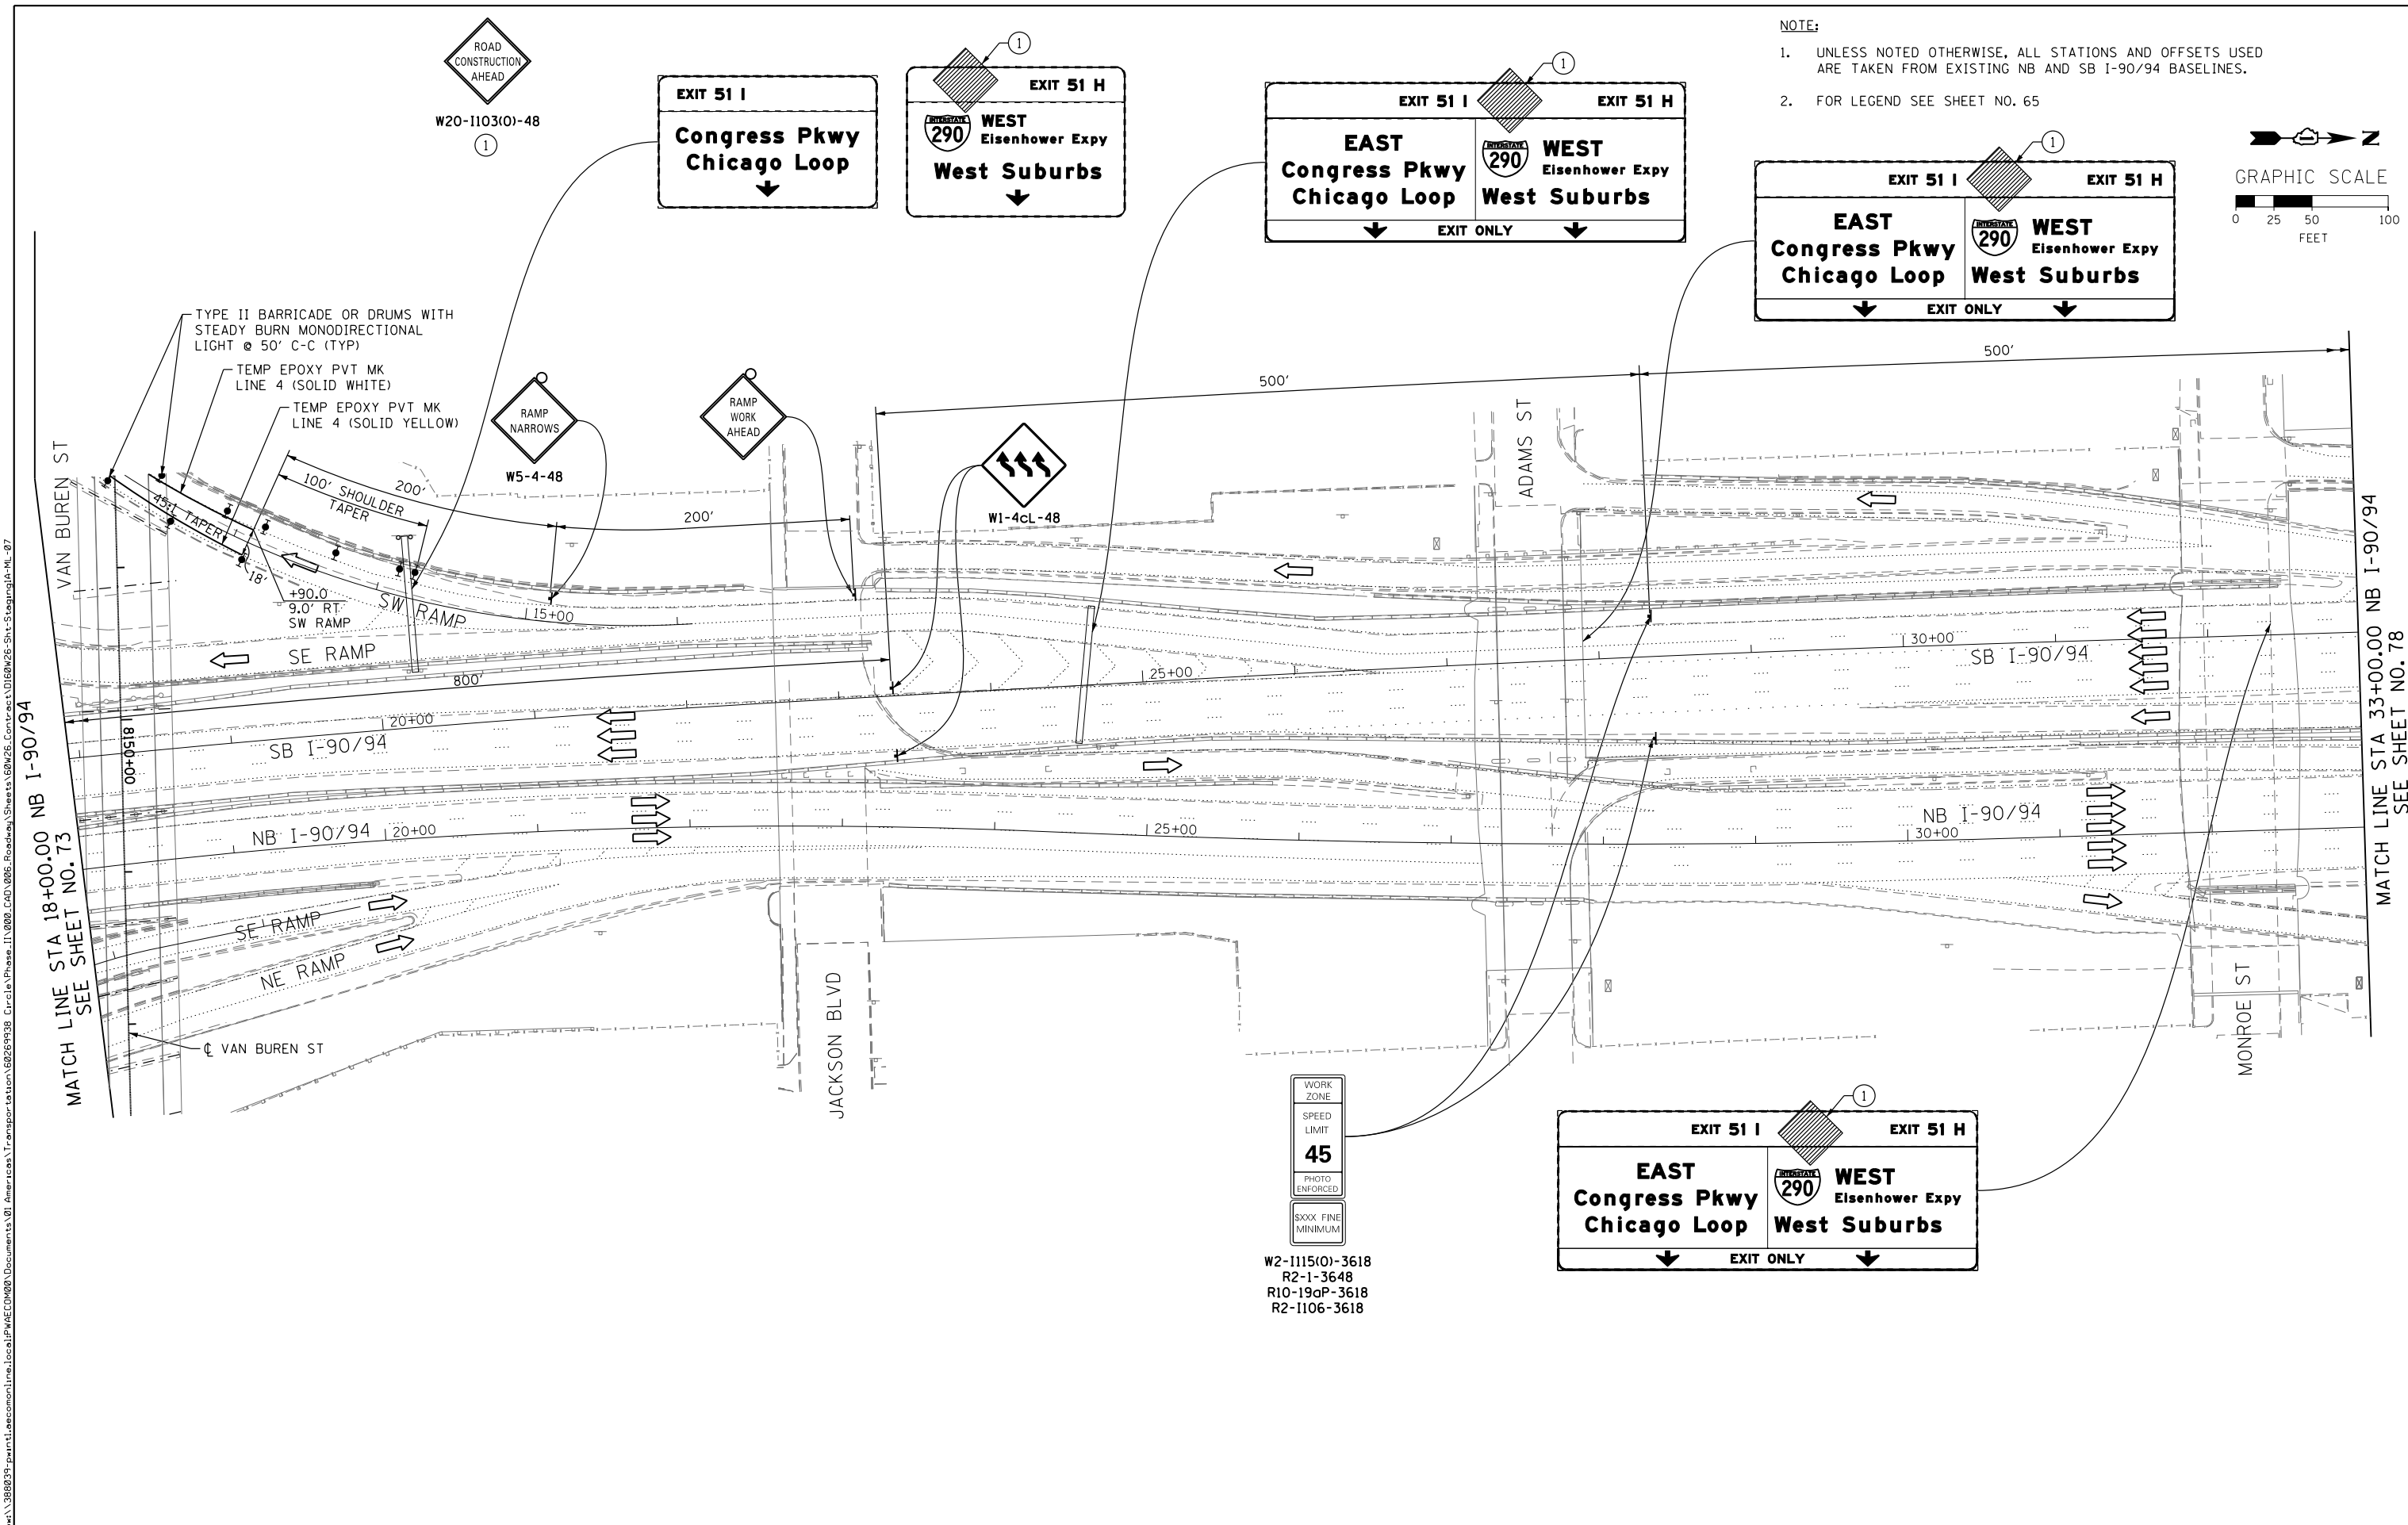 NOTE:
1. UNLESS NOTED OTHERWISE, ALL STATIONS AND OFFSETS USED
ARE TAKEN FROM EXISTING NB AND SB I-90/94 BASELINES.
2. FOR LEGEND SEE SHEET NO. 65
N
GRAPHIC SCALE
0 25 50 100
FEET
ROAD
CONSTRUCTION
AHEAD
W20-I103(O)-48
1
EXIT 51 I
Congress Pkwy
Chicago Loop
1
EXIT 51 H
INTERSTATE
290
WEST
Eisenhower Expy
West Suburbs
1
EXIT 51 I
EXIT 51 H
EAST
Congress Pkwy
Chicago Loop
INTERSTATE
290
WEST
Eisenhower Expy
West Suburbs
EXIT ONLY
1
EXIT 51 I
EXIT 51 H
EAST
Congress Pkwy
Chicago Loop
INTERSTATE
290
WEST
Eisenhower Expy
West Suburbs
EXIT ONLY
TYPE II BARRICADE OR DRUMS WITH
STEADY BURN MONODIRECTIONAL
LIGHT @ 50' C-C (TYP)
TEMP EPOXY PVT MK
LINE 4 (SOLID WHITE)
TEMP EPOXY PVT MK
LINE 4 (SOLID YELLOW)
RAMP
NARROWS
W5-4-48
RAMP
WORK
AHEAD
W1-4cL-48
500'
500'
VAN BUREN ST
ADAMS ST
45:1 TAPER
100' SHOULDER
TAPER
200'
200'
18'
+90.0
9.0' RT
SW RAMP
SW RAMP
15+00
SE RAMP
800'
8150+00
20+00
25+00
30+00
SB I-90/94
SB I-90/94
NB I-90/94
20+00
25+00
30+00
NB I-90/94
SE RAMP
NE RAMP
℄ VAN BUREN ST
JACKSON BLVD
MONROE ST
MATCH LINE STA 18+00.00 NB I-90/94
SEE SHEET NO. 73
MATCH LINE STA 33+00.00 NB I-90/94
SEE SHEET NO. 78
WORK
ZONE
SPEED
LIMIT
45
PHOTO
ENFORCED
$XXX FINE
MINIMUM
W2-I115(O)-3618
R2-1-3648
R10-19aP-3618
R2-I106-3618
1
EXIT 51 I
EXIT 51 H
EAST
Congress Pkwy
Chicago Loop
INTERSTATE
290
WEST
Eisenhower Expy
West Suburbs
EXIT ONLY